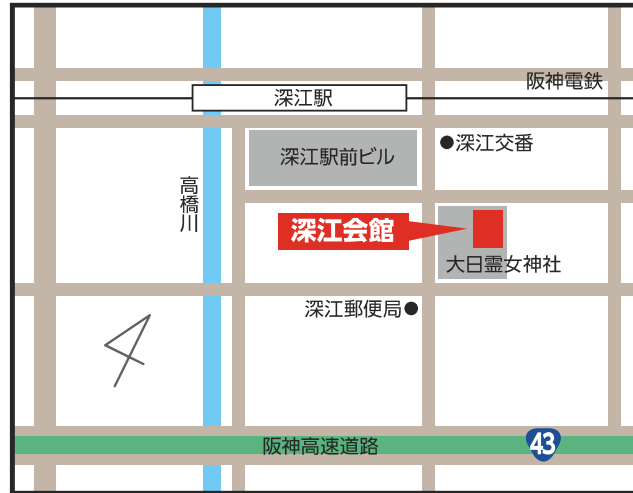 阪神電鉄
深江駅
深江交番
深江駅前ビル
高橋川
深江会館
大日霊女神社
深江郵便局
阪神高速道路
43